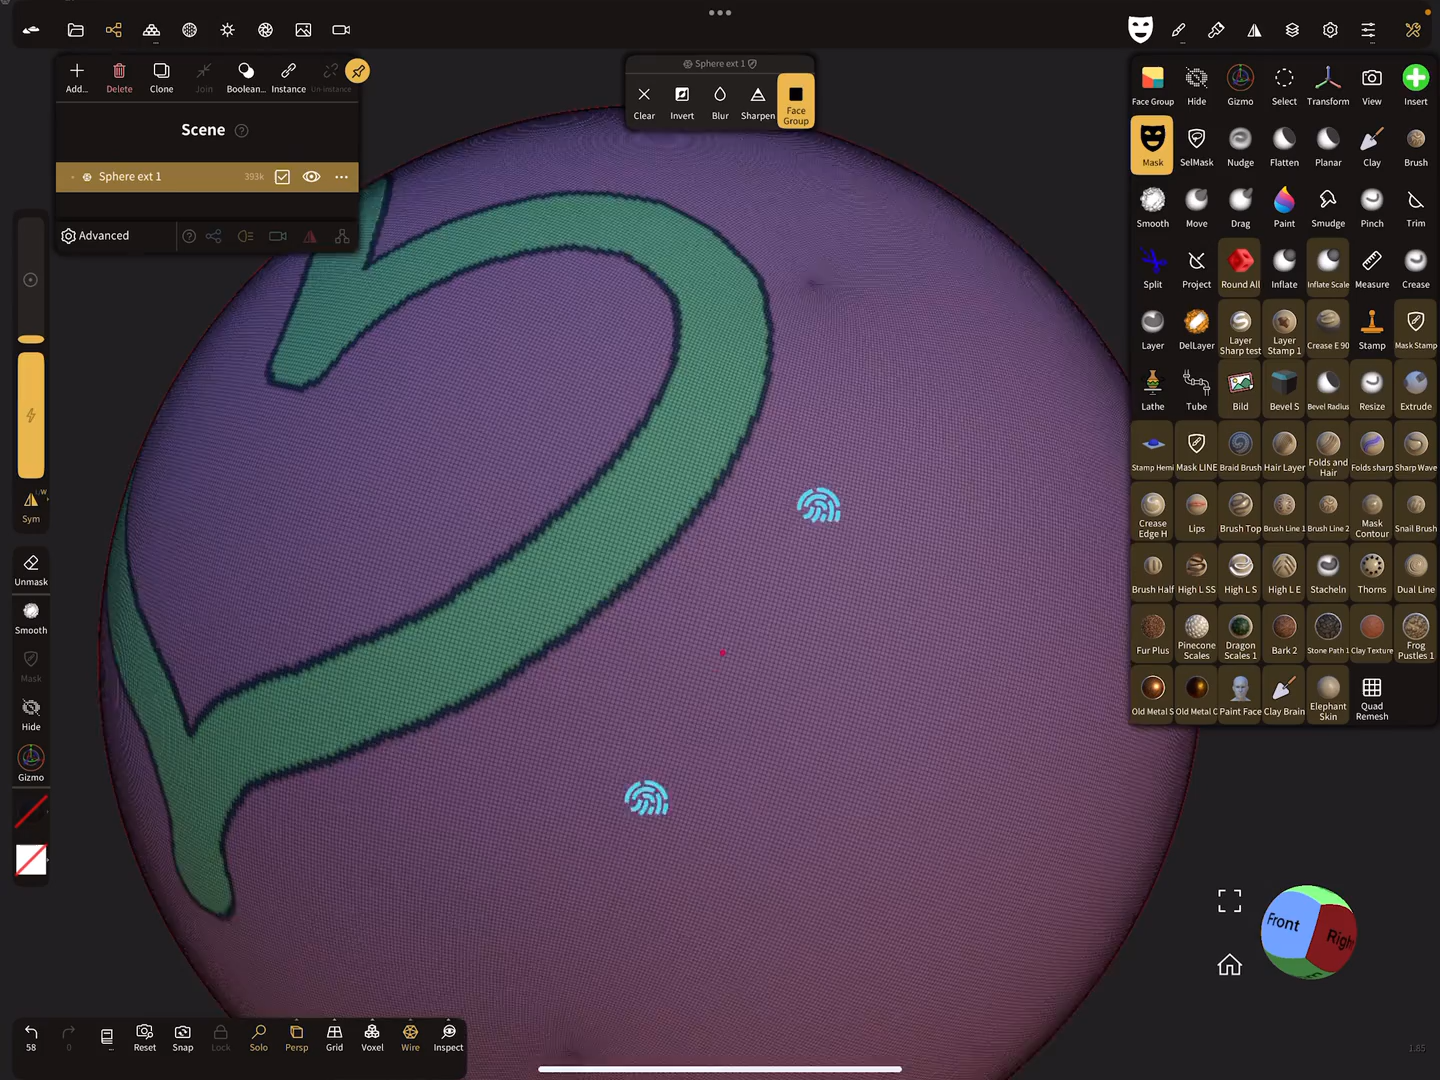 Add...
Delete
Clone
Join
Boolean...
Instance
Un-instance
Scene
Sphere ext 1
393k
Advanced
Sphere ext 1
Clear
Invert
Blur
Sharpen
Face Group
Face Group
Hide
Gizmo
Select
Transform
View
Insert
Mask
SelMask
Nudge
Flatten
Planar
Clay
Brush
Smooth
Move
Drag
Paint
Smudge
Pinch
Trim
Split
Project
Round All
Inflate
Inflate Scale
Measure
Crease
Layer
DelLayer
Layer Sharp test
Layer Stamp 1
Crease E 90
Stamp
Mask Stamp
Lathe
Tube
Bild
Bevel S
Bevel Radius
Resize
Extrude
Stamp Hemi
Mask LINE
Braid Brush
Hair Layer
Folds and Hair
Folds sharp
Sharp Wave
Crease Edge H
Lips
Brush Top
Brush Line 1
Brush Line 2
Mask Contour
Snail Brush
Brush Half
High L SS
High L S
High L E
Stacheln
Thorns
Dual Line
Fur Plus
Pinecone Scales
Dragon Scales 1
Bark 2
Stone Path 1
Clay Texture
Frog Pustles 1
Old Metal S
Old Metal C
Paint Face
Clay Brain
Elephant Skin
Quad Remesh
Sym
Unmask
Smooth
Mask
Hide
Gizmo
Front
Right
58
0
Reset
Snap
Lock
Solo
Persp
Grid
Voxel
Wire
Inspect
1.85